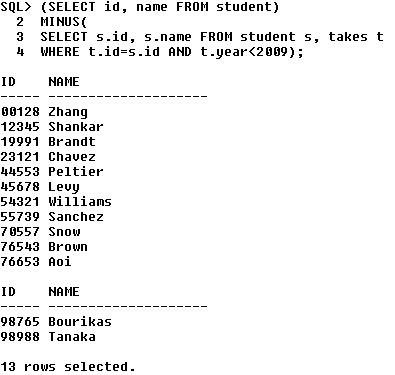 SQL> (SELECT id, name FROM student)
2 MINUS(
3 SELECT s.id, s.name FROM student s, takes t
4 WHERE t.id=s.id AND t.year<2009);
ID NAME
----- --------------------
00128 Zhang
12345 Shankar
19991 Brandt
23121 Chavez
44553 Peltier
45678 Levy
54321 Williams
55739 Sanchez
70557 Snow
76543 Brown
76653 Aoi
ID NAME
----- --------------------
98765 Bourikas
98988 Tanaka
13 rows selected.